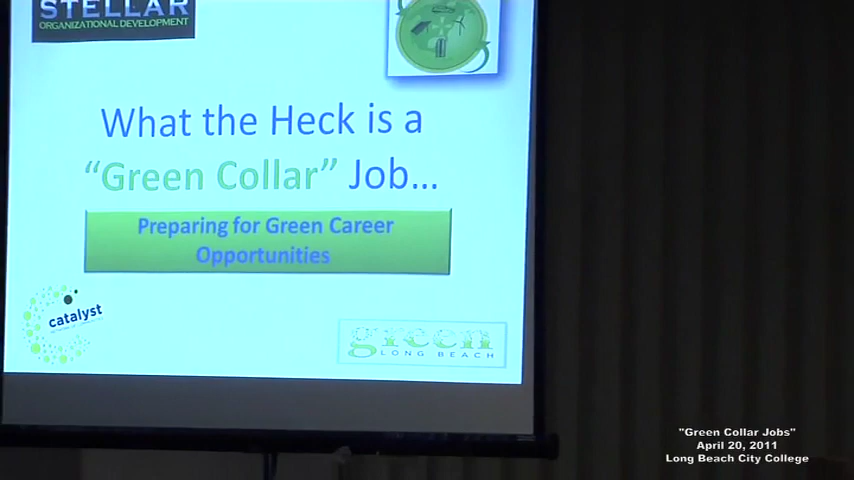 STELLAR
ORGANIZATIONAL DEVELOPMENT
What the Heck is a
“Green Collar” Job...
Preparing for Green Career
Opportunities
catalyst
green
LONG BEACH
"Green Collar Jobs"
April 20, 2011
Long Beach City College